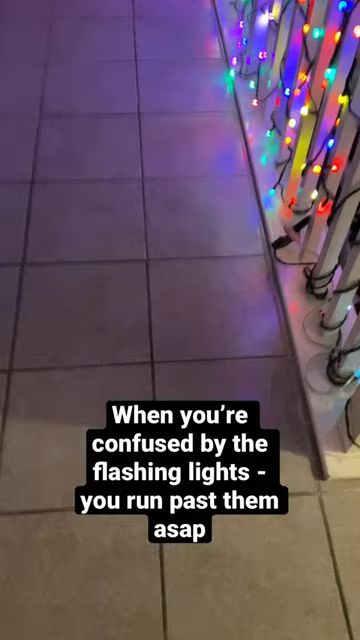 When you’re
confused by the
flashing lights -
you run past them
asap